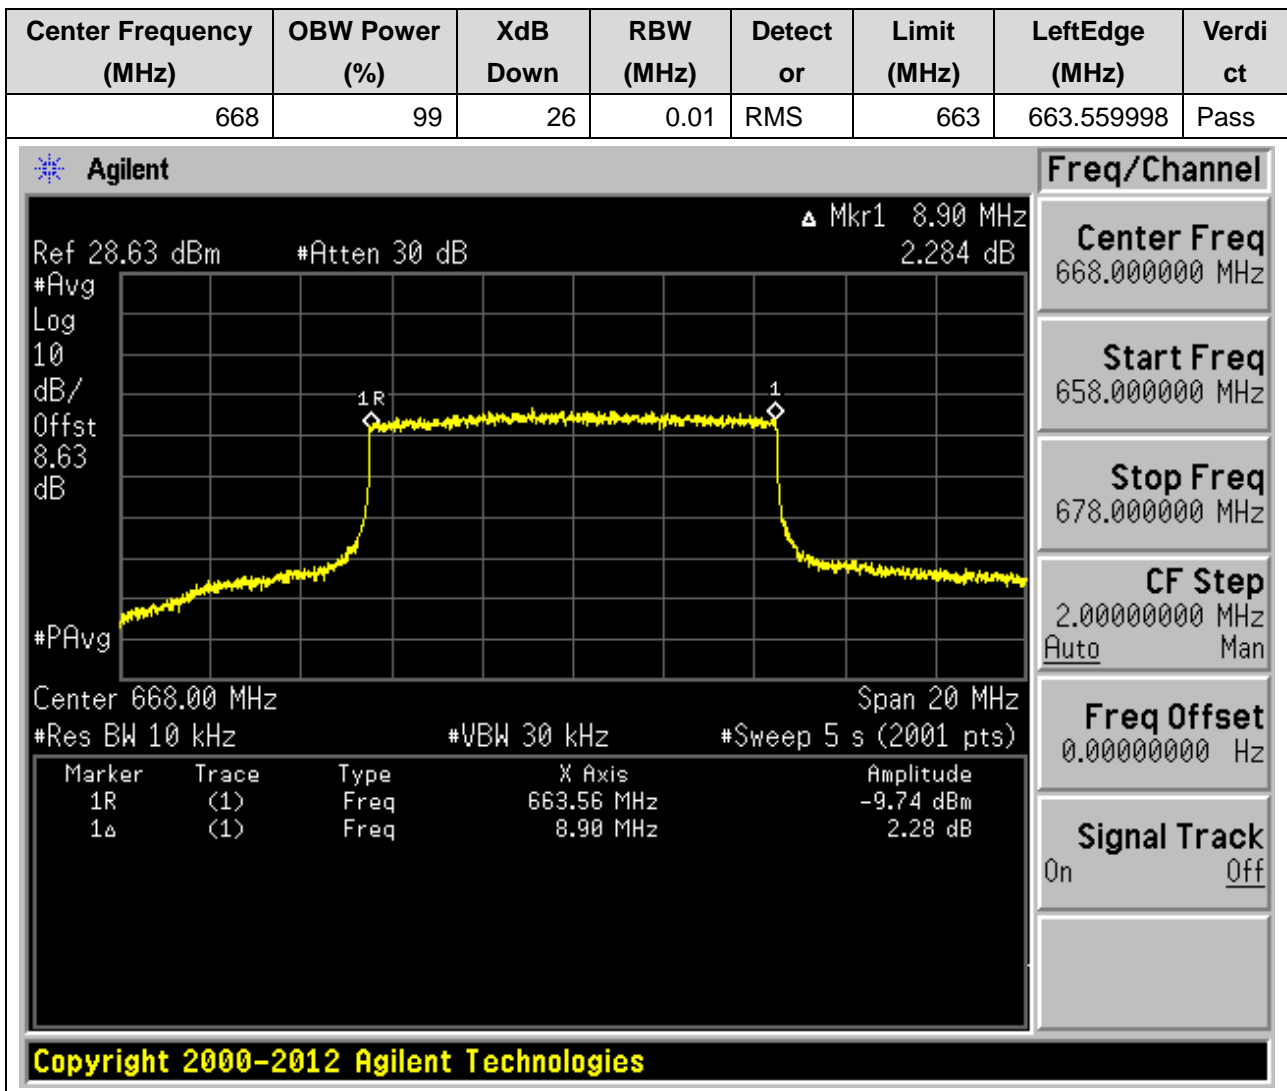 Center Frequency (MHz) OBW Power (%) XdB Down RBW (MHz) Detect or Limit (MHz) LeftEdge (MHz) Verdi ct
668 99 26 0.01 RMS 663 663.559998 Pass
Agilent
Freq/Channel
Δ Mkr1 8.90 MHz
Ref 28.63 dBm #Atten 30 dB 2.284 dB
#Avg
Log
10
dB/
Offst
8.63
dB
1R
1
#PAvg
Center 668.00 MHz Span 20 MHz
#Res BW 10 kHz #VBW 30 kHz #Sweep 5 s (2001 pts)
Marker Trace Type X Axis Amplitude
1R (1) Freq 663.56 MHz -9.74 dBm
1Δ (1) Freq 8.90 MHz 2.28 dB
Center Freq
668.000000 MHz
Start Freq
658.000000 MHz
Stop Freq
678.000000 MHz
CF Step
2.00000000 MHz
Auto Man
Freq Offset
0.00000000 Hz
Signal Track
On Off
Copyright 2000-2012 Agilent Technologies